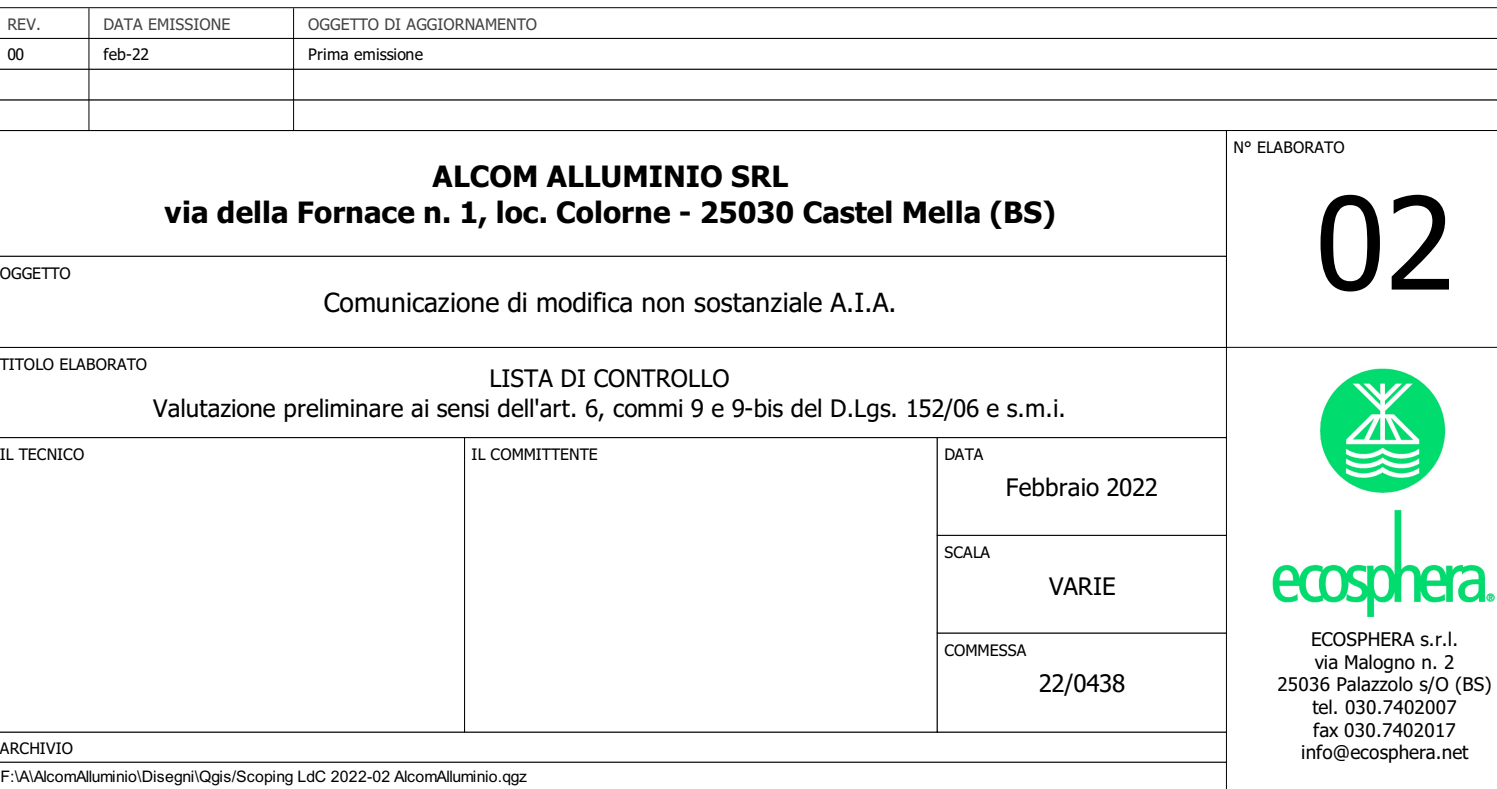 REV. DATA EMISSIONE OGGETTO DI AGGIORNAMENTO
00 feb-22 Prima emissione
N° ELABORATO
02
ALCOM ALLUMINIO SRL
via della Fornace n. 1, loc. Colorne - 25030 Castel Mella (BS)
OGGETTO
Comunicazione di modifica non sostanziale A.I.A.
TITOLO ELABORATO
LISTA DI CONTROLLO
Valutazione preliminare ai sensi dell'art. 6, commi 9 e 9-bis del D.Lgs. 152/06 e s.m.i.
IL TECNICO
IL COMMITTENTE
DATA
Febbraio 2022
SCALA
VARIE
COMMESSA
22/0438
ecosphera®
ECOSPHERA s.r.l.
via Malogno n. 2
25036 Palazzolo s/O (BS)
tel. 030.7402007
fax 030.7402017
info@ecosphera.net
ARCHIVIO
F:\A\AlcomAlluminio\Disegni\Qgis/Scoping LdC 2022-02 AlcomAlluminio.qgz